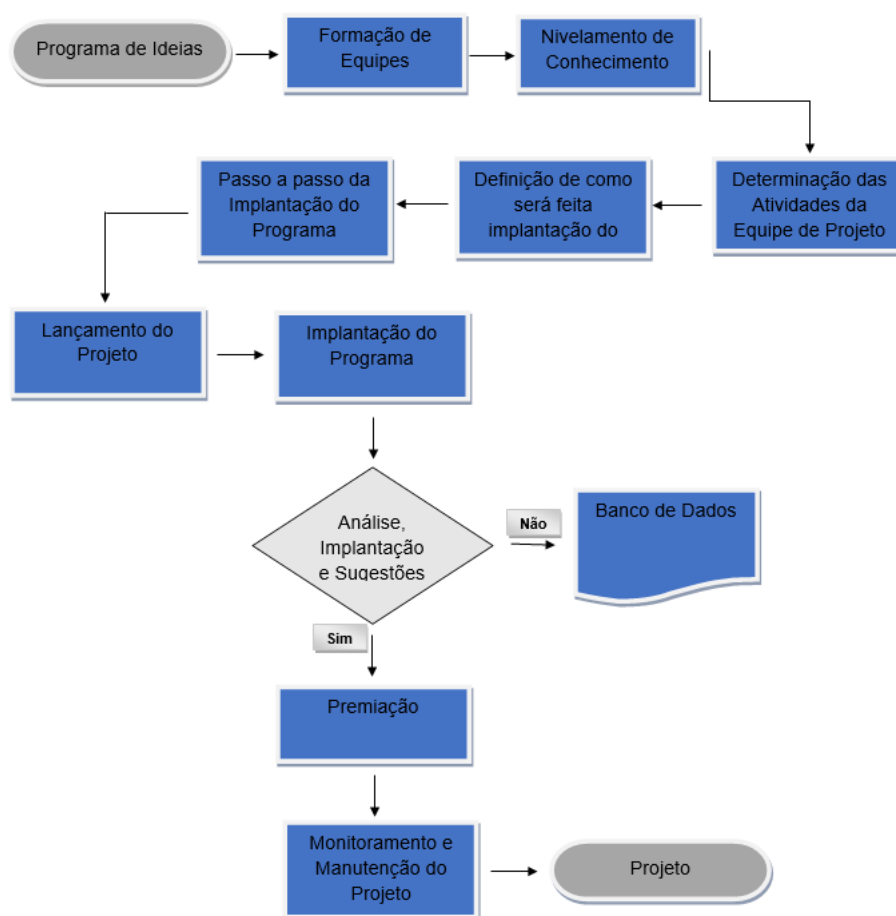 Programa de Ideias
Formação de
Equipes
Nivelamento de
Conhecimento
Determinação das
Atividades da
Equipe de Projeto
Definição de como
será feita
implantação do
Passo a passo da
Implantação do
Programa
Lançamento do
Projeto
Implantação do
Programa
Análise,
Implantação
e Sugestões
Não
Banco de Dados
Sim
Premiação
Monitoramento e
Manutenção do
Projeto
Projeto